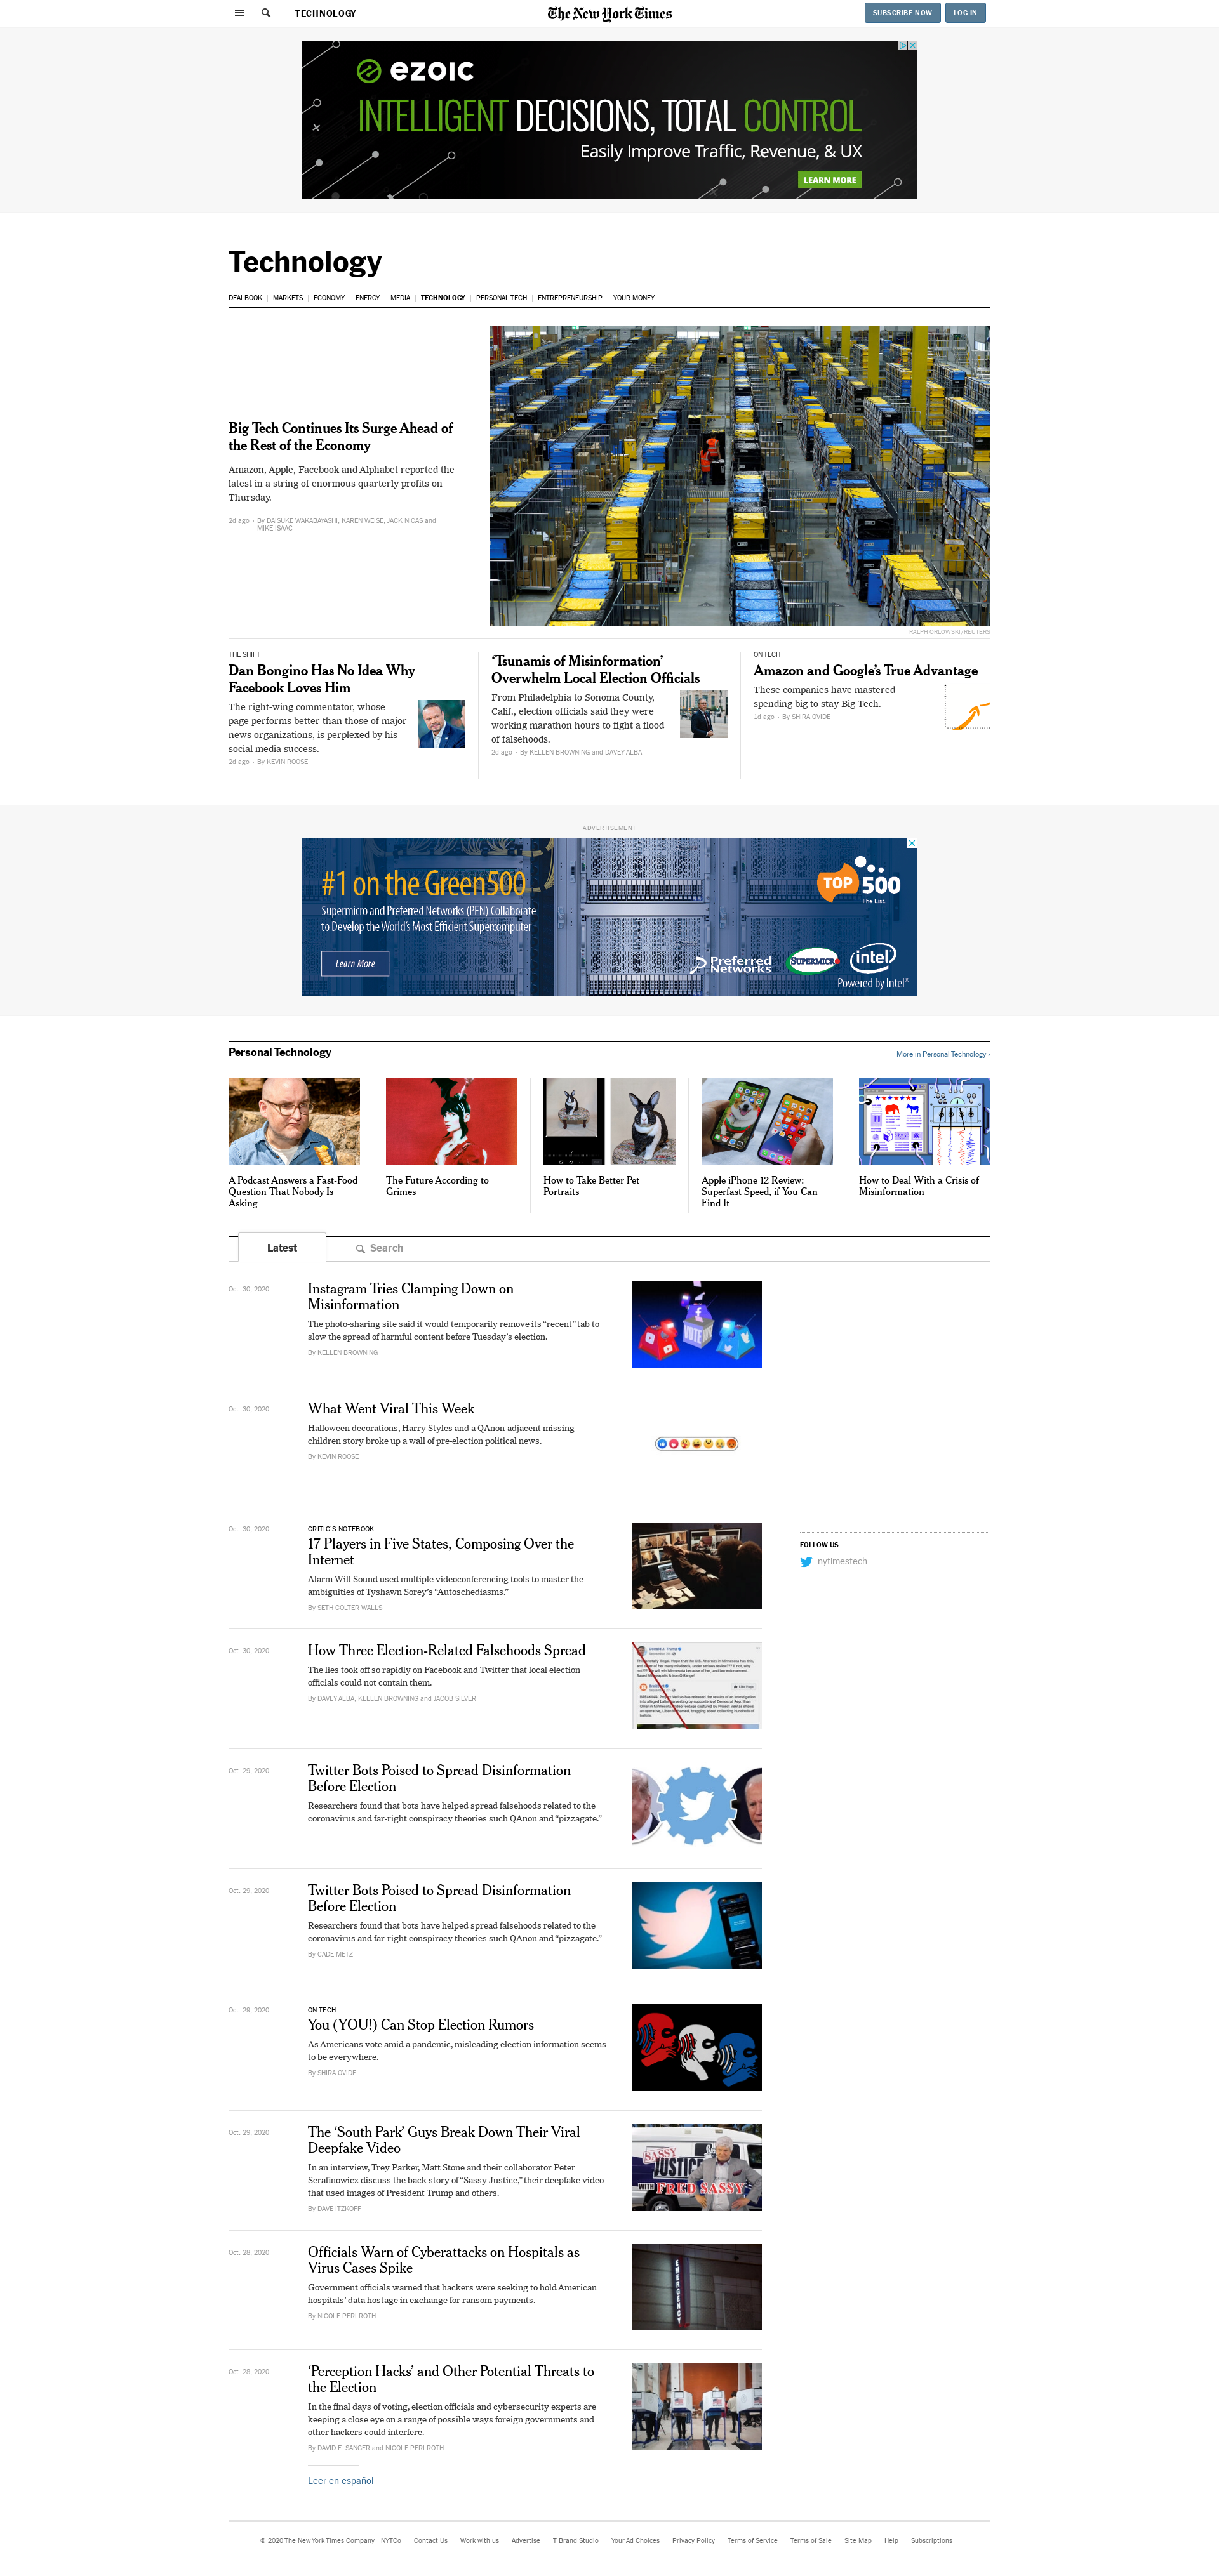 TECHNOLOGY
The New York Times
SUBSCRIBE NOW
LOG IN
ezoic
INTELLIGENT DECISIONS, TOTAL CONTROL
Easily Improve Traffic, Revenue, & UX
LEARN MORE
Technology
DEALBOOK | MARKETS | ECONOMY | ENERGY | MEDIA | TECHNOLOGY | PERSONAL TECH | ENTREPRENEURSHIP | YOUR MONEY
Big Tech Continues Its Surge Ahead of
the Rest of the Economy
Amazon, Apple, Facebook and Alphabet reported the
latest in a string of enormous quarterly profits on
Thursday.
2d ago • By DAISUKE WAKABAYASHI, KAREN WEISE, JACK NICAS and
MIKE ISAAC
RALPH ORLOWSKI/REUTERS
THE SHIFT
Dan Bongino Has No Idea Why
Facebook Loves Him
The right-wing commentator, whose
page performs better than those of major
news organizations, is perplexed by his
social media success.
2d ago • By KEVIN ROOSE
‘Tsunamis of Misinformation’
Overwhelm Local Election Officials
From Philadelphia to Sonoma County,
Calif., election officials said they were
working marathon hours to fight a flood
of falsehoods.
2d ago • By KELLEN BROWNING and DAVEY ALBA
ON TECH
Amazon and Google’s True Advantage
These companies have mastered
spending big to stay Big Tech.
1d ago • By SHIRA OVIDE
ADVERTISEMENT
#1 on the Green500
Supermicro and Preferred Networks (PFN) Collaborate
to Develop the World's Most Efficient Supercomputer
Learn More
TOP 500
The List.
Preferred
Networks
SUPERMICRO
intel
Powered by Intel®
Personal Technology
More in Personal Technology ›
A Podcast Answers a Fast-Food
Question That Nobody Is
Asking
The Future According to
Grimes
How to Take Better Pet
Portraits
Apple iPhone 12 Review:
Superfast Speed, if You Can
Find It
How to Deal With a Crisis of
Misinformation
Latest
Search
Oct. 30, 2020
Instagram Tries Clamping Down on
Misinformation
The photo-sharing site said it would temporarily remove its “recent” tab to
slow the spread of harmful content before Tuesday’s election.
By KELLEN BROWNING
VOTE
Oct. 30, 2020
What Went Viral This Week
Halloween decorations, Harry Styles and a QAnon-adjacent missing
children story broke up a wall of pre-election political news.
By KEVIN ROOSE
Oct. 30, 2020
CRITIC’S NOTEBOOK
17 Players in Five States, Composing Over the
Internet
Alarm Will Sound used multiple videoconferencing tools to master the
ambiguities of Tyshawn Sorey’s “Autoschediasms.”
By SETH COLTER WALLS
FOLLOW US
nytimestech
Oct. 30, 2020
How Three Election-Related Falsehoods Spread
The lies took off so rapidly on Facebook and Twitter that local election
officials could not contain them.
By DAVEY ALBA, KELLEN BROWNING and JACOB SILVER
Oct. 29, 2020
Twitter Bots Poised to Spread Disinformation
Before Election
Researchers found that bots have helped spread falsehoods related to the
coronavirus and far-right conspiracy theories such QAnon and “pizzagate.”
Oct. 29, 2020
Twitter Bots Poised to Spread Disinformation
Before Election
Researchers found that bots have helped spread falsehoods related to the
coronavirus and far-right conspiracy theories such QAnon and “pizzagate.”
By CADE METZ
Oct. 29, 2020
ON TECH
You (YOU!) Can Stop Election Rumors
As Americans vote amid a pandemic, misleading election information seems
to be everywhere.
By SHIRA OVIDE
Oct. 29, 2020
The ‘South Park’ Guys Break Down Their Viral
Deepfake Video
In an interview, Trey Parker, Matt Stone and their collaborator Peter
Serafinowicz discuss the back story of “Sassy Justice,” their deepfake video
that used images of President Trump and others.
By DAVE ITZKOFF
SASSY
JUSTICE
WITH FRED SASSY
Oct. 28, 2020
Officials Warn of Cyberattacks on Hospitals as
Virus Cases Spike
Government officials warned that hackers were seeking to hold American
hospitals’ data hostage in exchange for ransom payments.
By NICOLE PERLROTH
EMERGENCY
Oct. 28, 2020
‘Perception Hacks’ and Other Potential Threats to
the Election
In the final days of voting, election officials and cybersecurity experts are
keeping a close eye on a range of possible ways foreign governments and
other hackers could interfere.
By DAVID E. SANGER and NICOLE PERLROTH
Leer en español
© 2020 The New York Times Company NYTCo Contact Us Work with us Advertise T Brand Studio Your Ad Choices Privacy Policy Terms of Service Terms of Sale Site Map Help Subscriptions